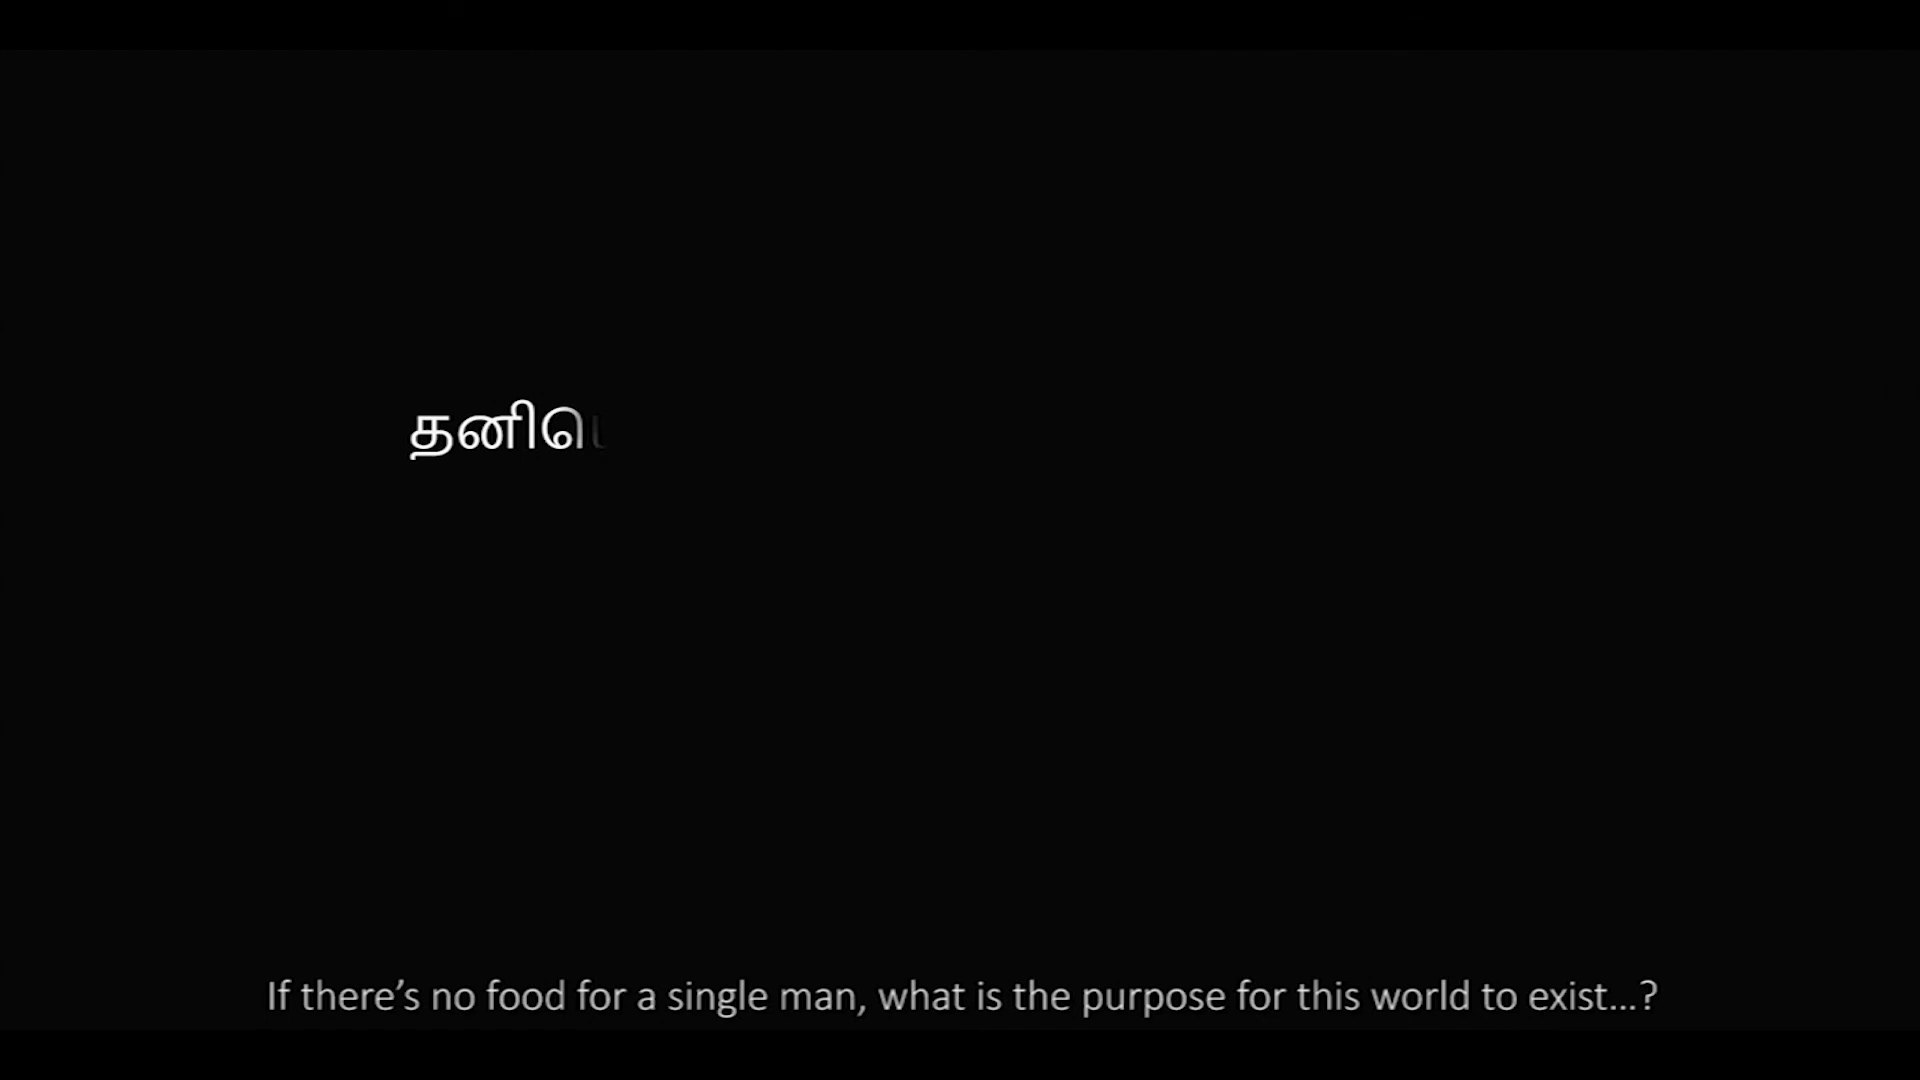 தனிெ
If there's no food for a single man, what is the purpose for this world to exist...?